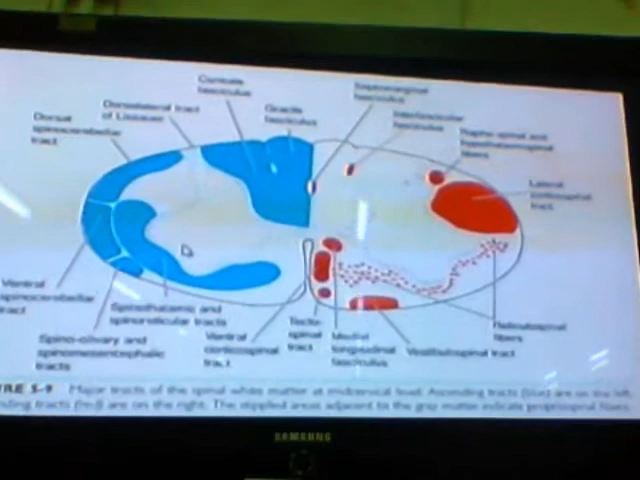 Cuneate
fasciculus
Septomarginal
fasciculus
Dorsolateral tract
of Lissauer
Gracile
fasciculus
Interfascicular
fasciculus
Dorsal
spinocerebellar
tract
Raphe-spinal and
hypothalamospinal
fibers
Lateral
corticospinal
tract
Ventral
spinocerebellar
tract
Spinothalamic and
spinoreticular tracts
Spino-olivary and
spinomesencephalic
tracts
Ventral
corticospinal
tract
Tecto-
spinal
tract
Medial
longitudinal
fasciculus
Vestibulospinal tract
Reticulospinal
fibers
RE 5-9 Major tracts of the spinal white matter at midcervical level. Ascending tracts (blue) are on the left,
nding tracts (red) are on the right. The stippled areas adjacent to the gray matter indicate propriospinal fibers.
SAMSUNG